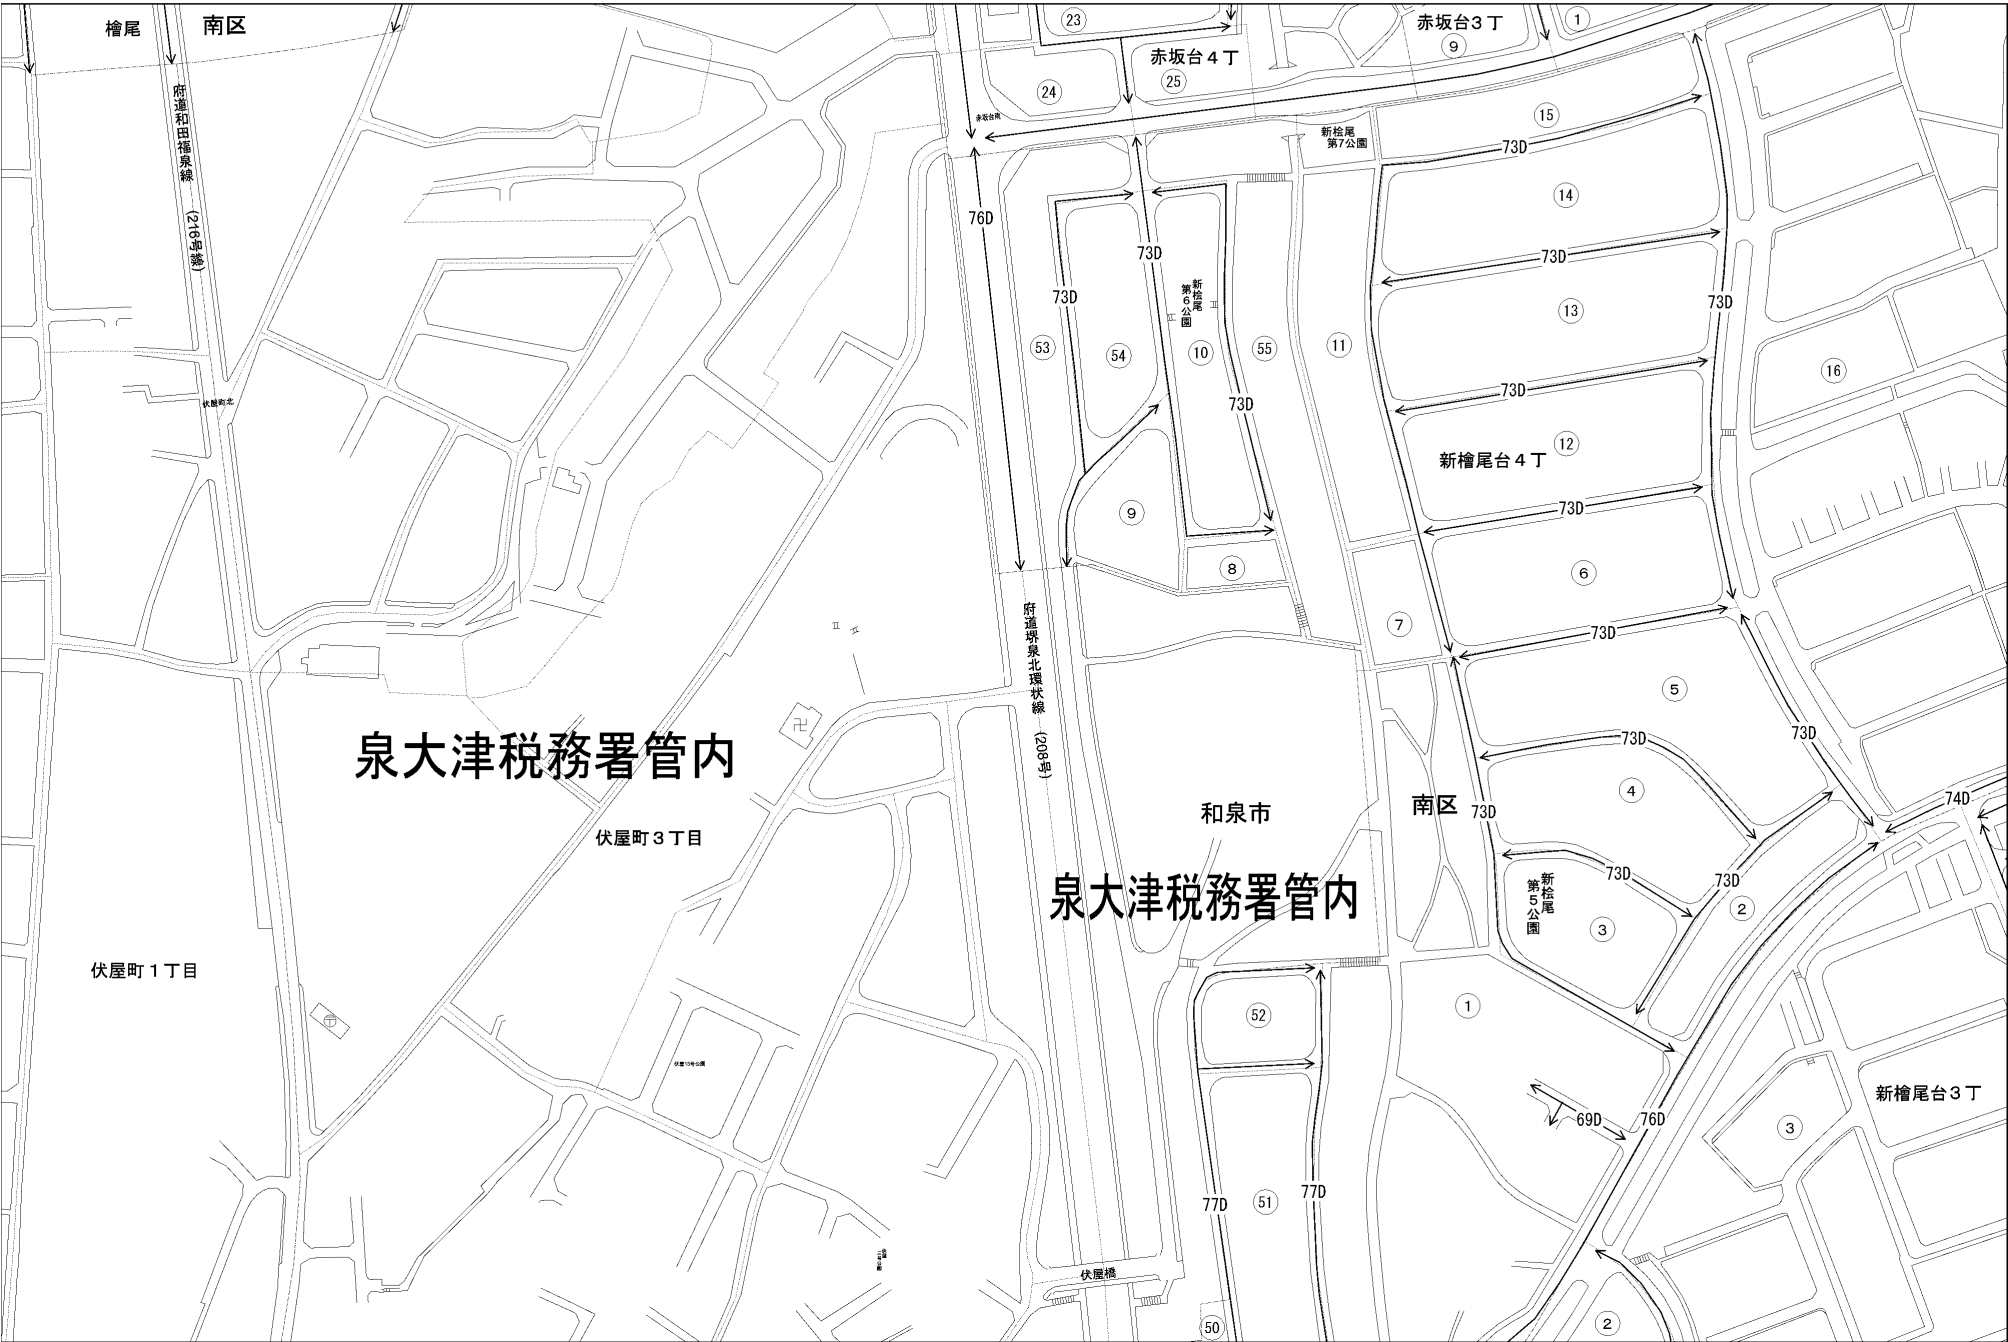 檜尾
南区
23
赤坂台4丁
24
25
赤坂台3丁
9
1
赤坂台南
府道和田福泉線
(216号線)
新桧尾
第7公園
15
73D
14
76D
73D
73D
73D
73D
新桧尾
第6公園
13
53
54
10
55
11
73D
73D
16
伏屋町北
新檜尾台4丁
12
9
73D
8
6
7
73D
府道堺泉北環状線
(208号)
5
73D
73D
泉大津税務署管内
4
和泉市
南区
73D
74D
伏屋町3丁目
73D
73D
泉大津税務署管内
新桧尾
第5公園
3
2
伏屋町1丁目
52
1
伏屋13号公園
69D
76D
新檜尾台3丁
3
77D
51
77D
伏屋橋
50
2